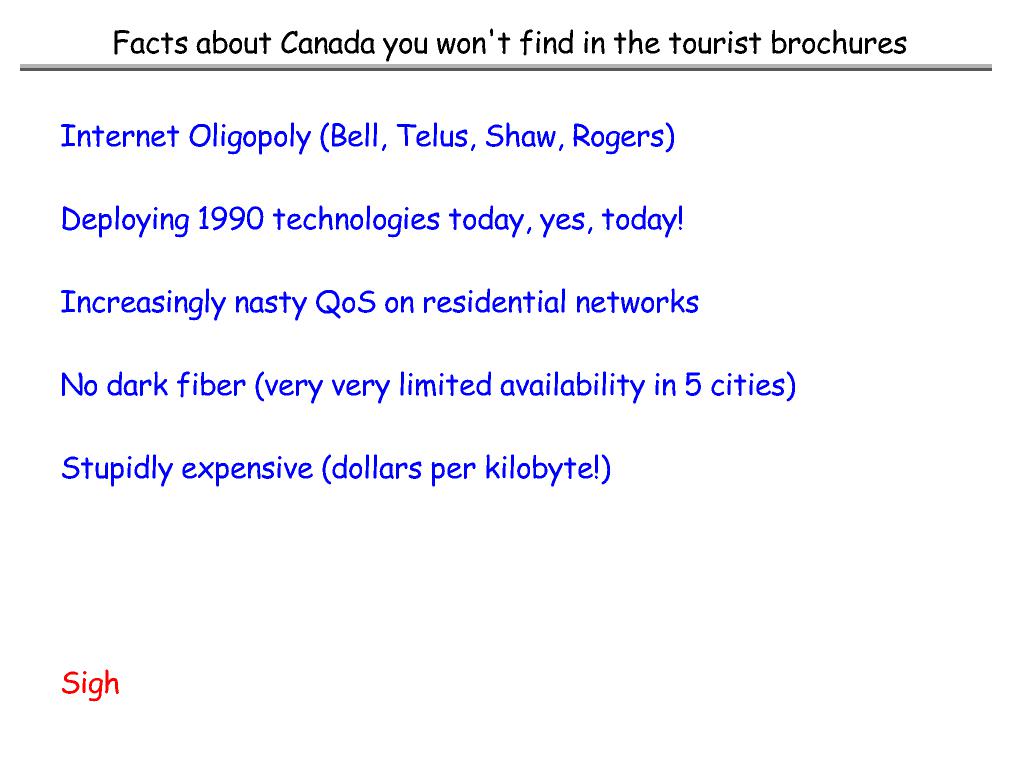 Facts about Canada you won't find in the tourist brochures
Internet Oligopoly (Bell, Telus, Shaw, Rogers)
Deploying 1990 technologies today, yes, today!
Increasingly nasty QoS on residential networks
No dark fiber (very very limited availability in 5 cities)
Stupidly expensive (dollars per kilobyte!)
Sigh